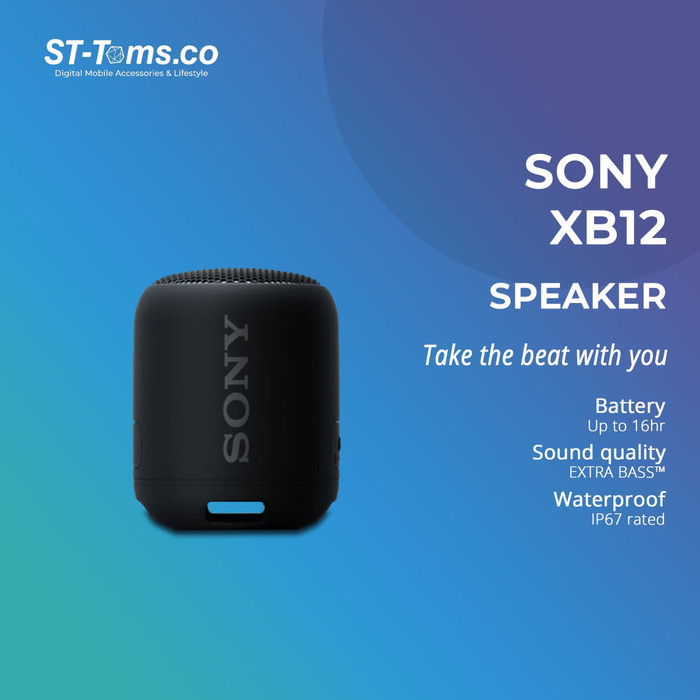 ST-Toms.co
Digital Mobile Accessories & Lifestyle
SONY
XB12
SPEAKER
Take the beat with you
Battery
Up to 16hr
Sound quality
EXTRA BASS™
Waterproof
IP67 rated
SONY